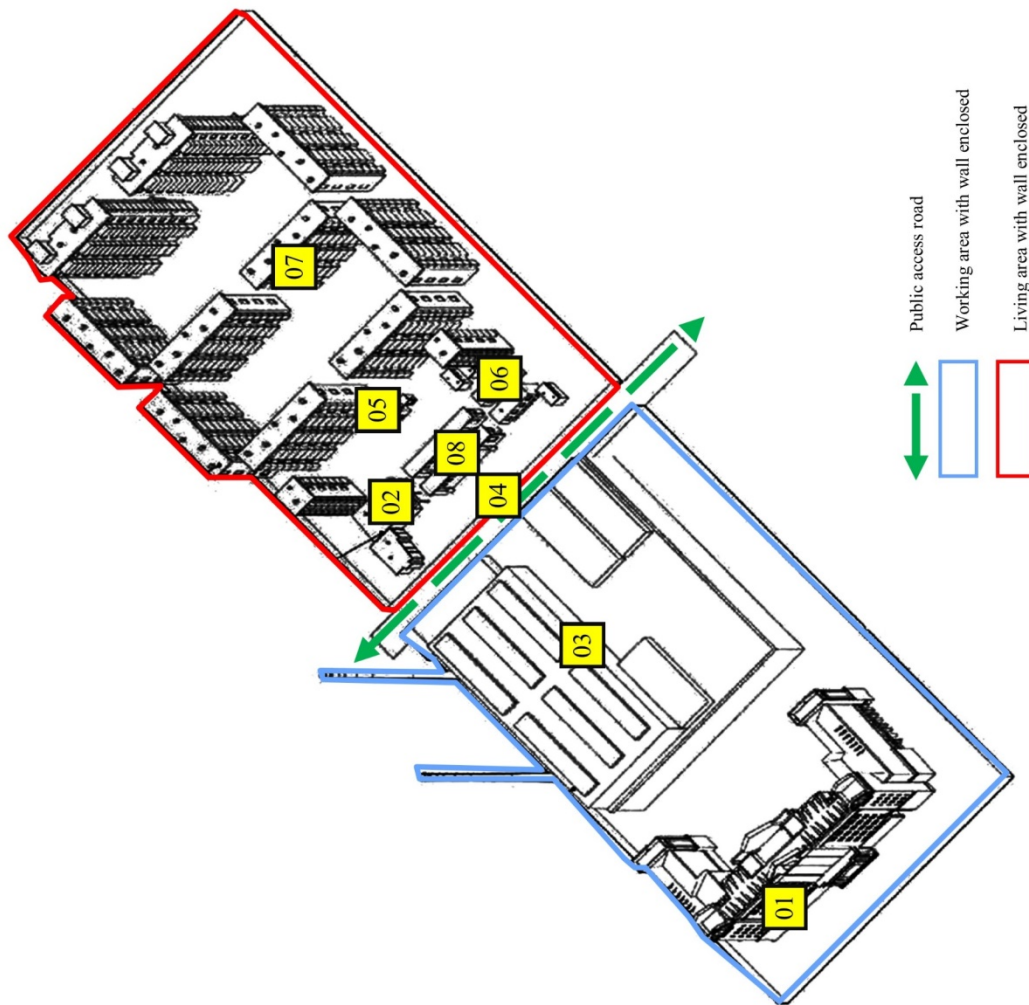 07
05
06
02
08
04
03
01
Public access road
Working area with wall enclosed
Living area with wall enclosed